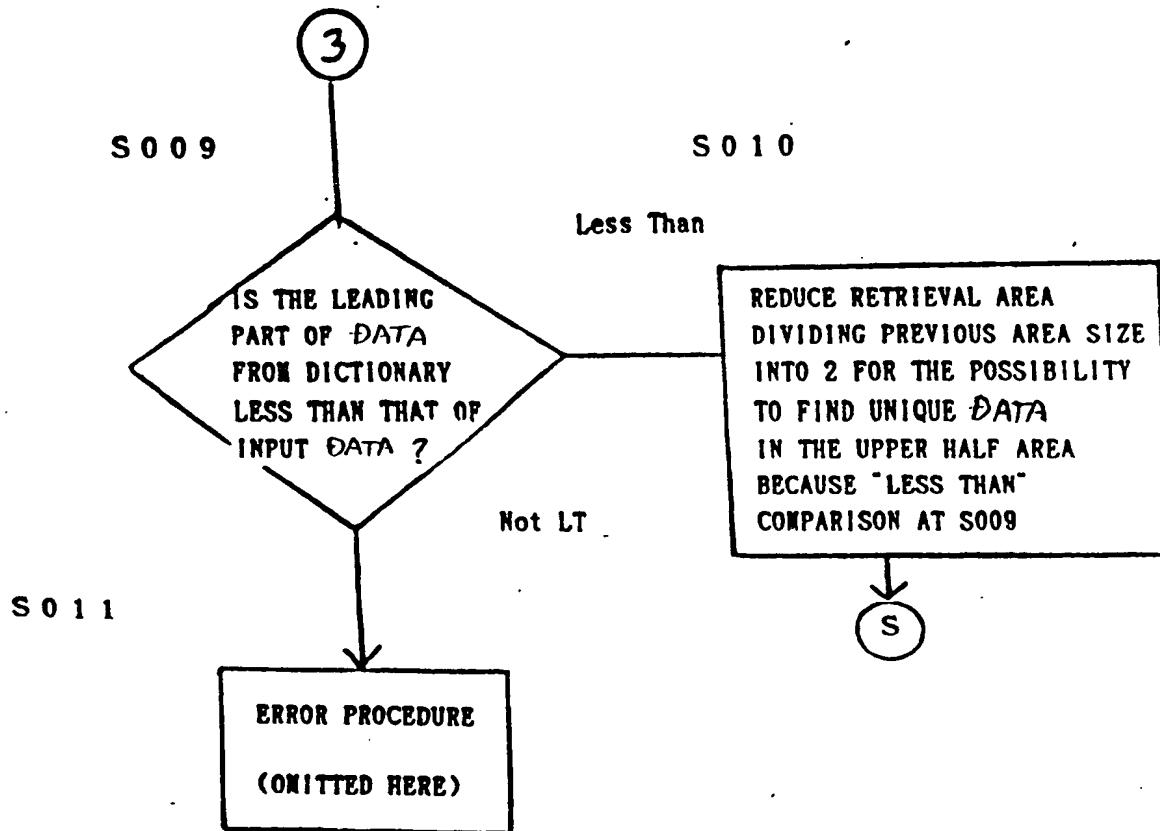 3
S009
S010
Less Than
IS THE LEADING
PART OF DATA
FROM DICTIONARY
LESS THAN THAT OF
INPUT DATA ?
REDUCE RETRIEVAL AREA
DIVIDING PREVIOUS AREA SIZE
INTO 2 FOR THE POSSIBILITY
TO FIND UNIQUE DATA
IN THE UPPER HALF AREA
BECAUSE "LESS THAN"
COMPARISON AT S009
Not LT
S011
S
ERROR PROCEDURE
(OMITTED HERE)